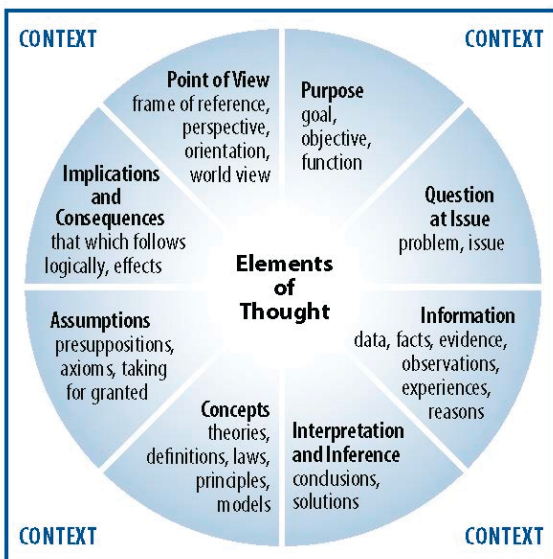 CONTEXT
CONTEXT
Point of View
frame of reference,
perspective,
orientation,
world view
Purpose
goal,
objective,
function
Implications
and
Consequences
that which follows
logically, effects
Question
at Issue
problem, issue
Elements
of
Thought
Assumptions
presuppositions,
axioms, taking
for granted
Information
data, facts, evidence,
observations,
experiences,
reasons
Concepts
theories,
definitions, laws,
principles,
models
Interpretation
and Inference
conclusions,
solutions
CONTEXT
CONTEXT